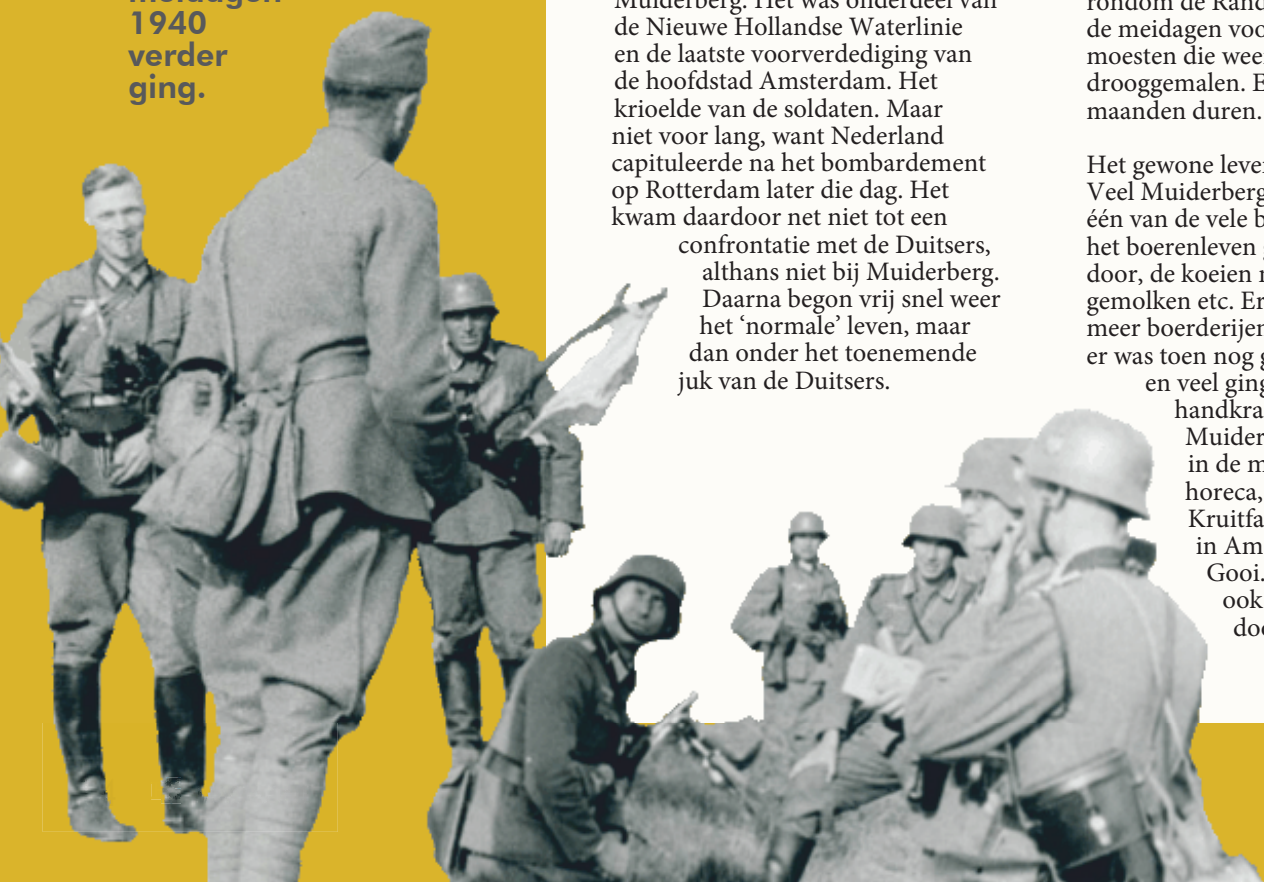 1940
verder
ging.
Muiderberg. Het was onderdeel van
de Nieuwe Hollandse Waterlinie
en de laatste voorverdediging van
de hoofdstad Amsterdam. Het
krioelde van de soldaten. Maar
niet voor lang, want Nederland
capituleerde na het bombardement
op Rotterdam later die dag. Het
kwam daardoor net niet tot een
confrontatie met de Duitsers,
althans niet bij Muiderberg.
Daarna begon vrij snel weer
het ‘normale’ leven, maar
dan onder het toenemende
juk van de Duitsers.
rondom de Rand
de meidagen voo
moesten die weer
drooggemalen. E
maanden duren.
Het gewone leve
Veel Muiderberg
één van de vele b
het boerenleven
door, de koeien
gemolken etc. Er
meer boerderijen
er was toen nog g
en veel ging
handkra
Muider
in de m
horeca,
Kruitfa
in Am
Gooi.
ook
doo